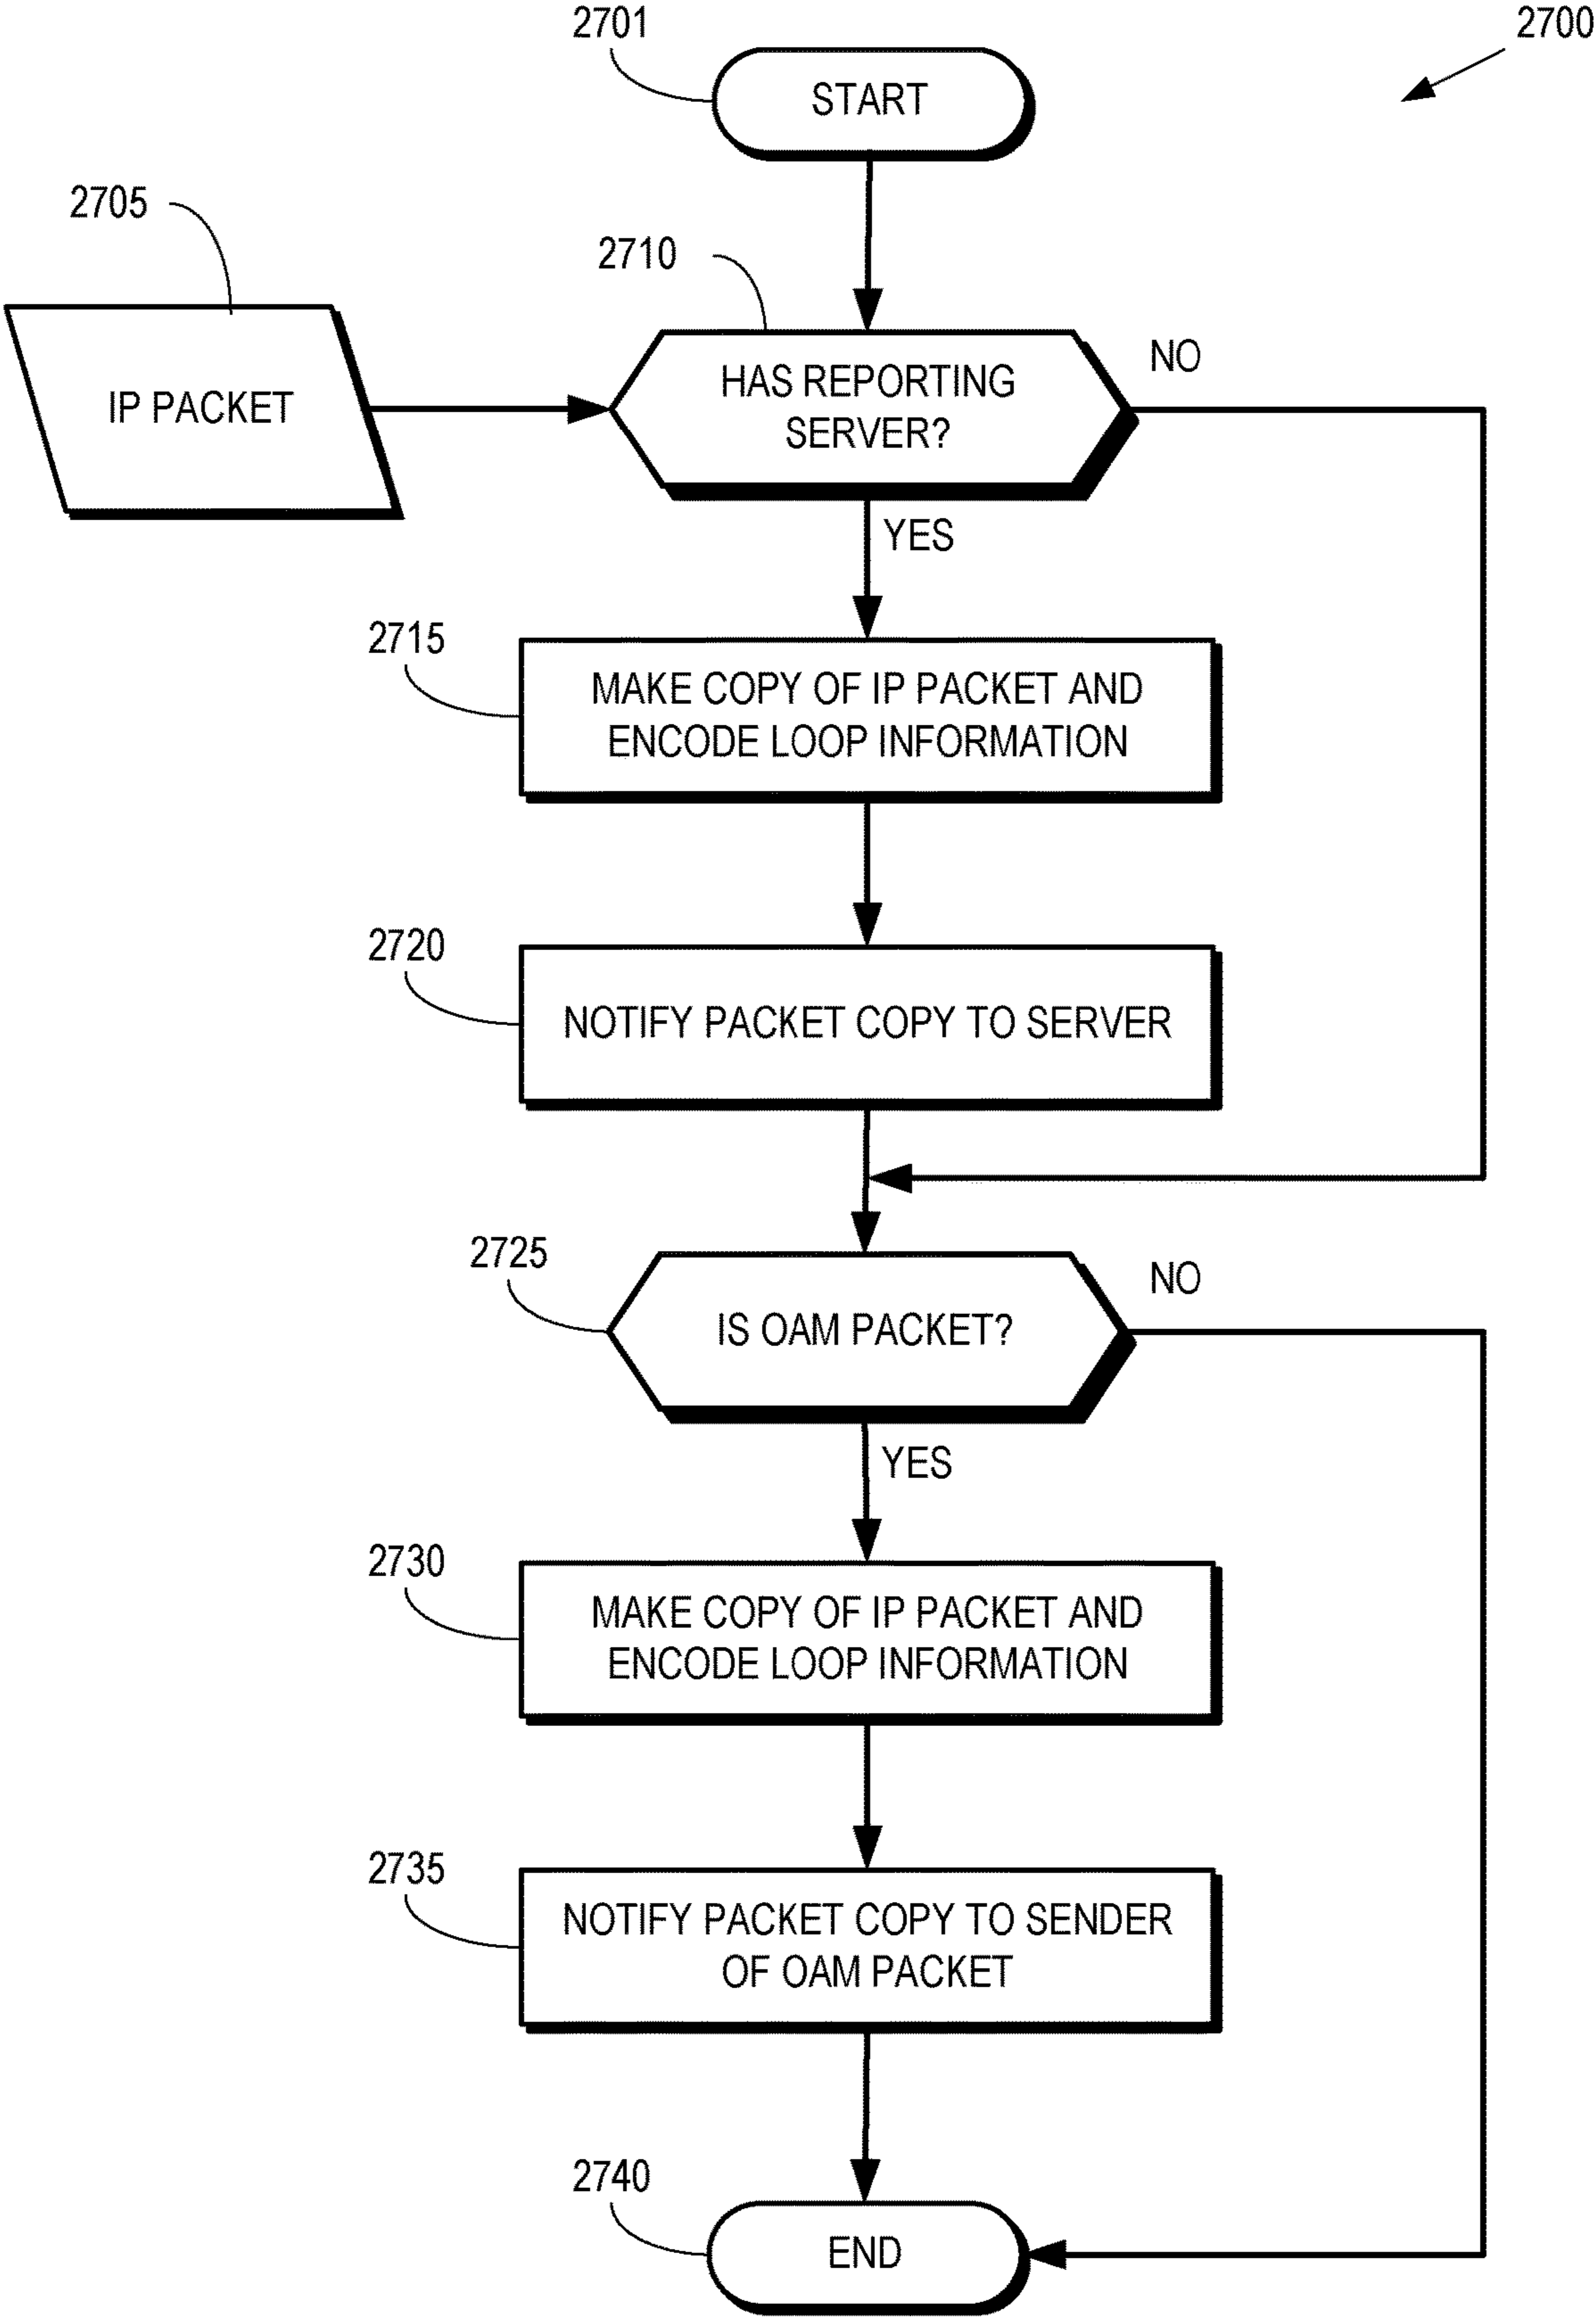 2701
2700
START
2705
2710
IP PACKET
HAS REPORTING
SERVER?
NO
YES
2715
MAKE COPY OF IP PACKET AND
ENCODE LOOP INFORMATION
2720
NOTIFY PACKET COPY TO SERVER
2725
IS OAM PACKET?
NO
YES
2730
MAKE COPY OF IP PACKET AND
ENCODE LOOP INFORMATION
2735
NOTIFY PACKET COPY TO SENDER
OF OAM PACKET
2740
END